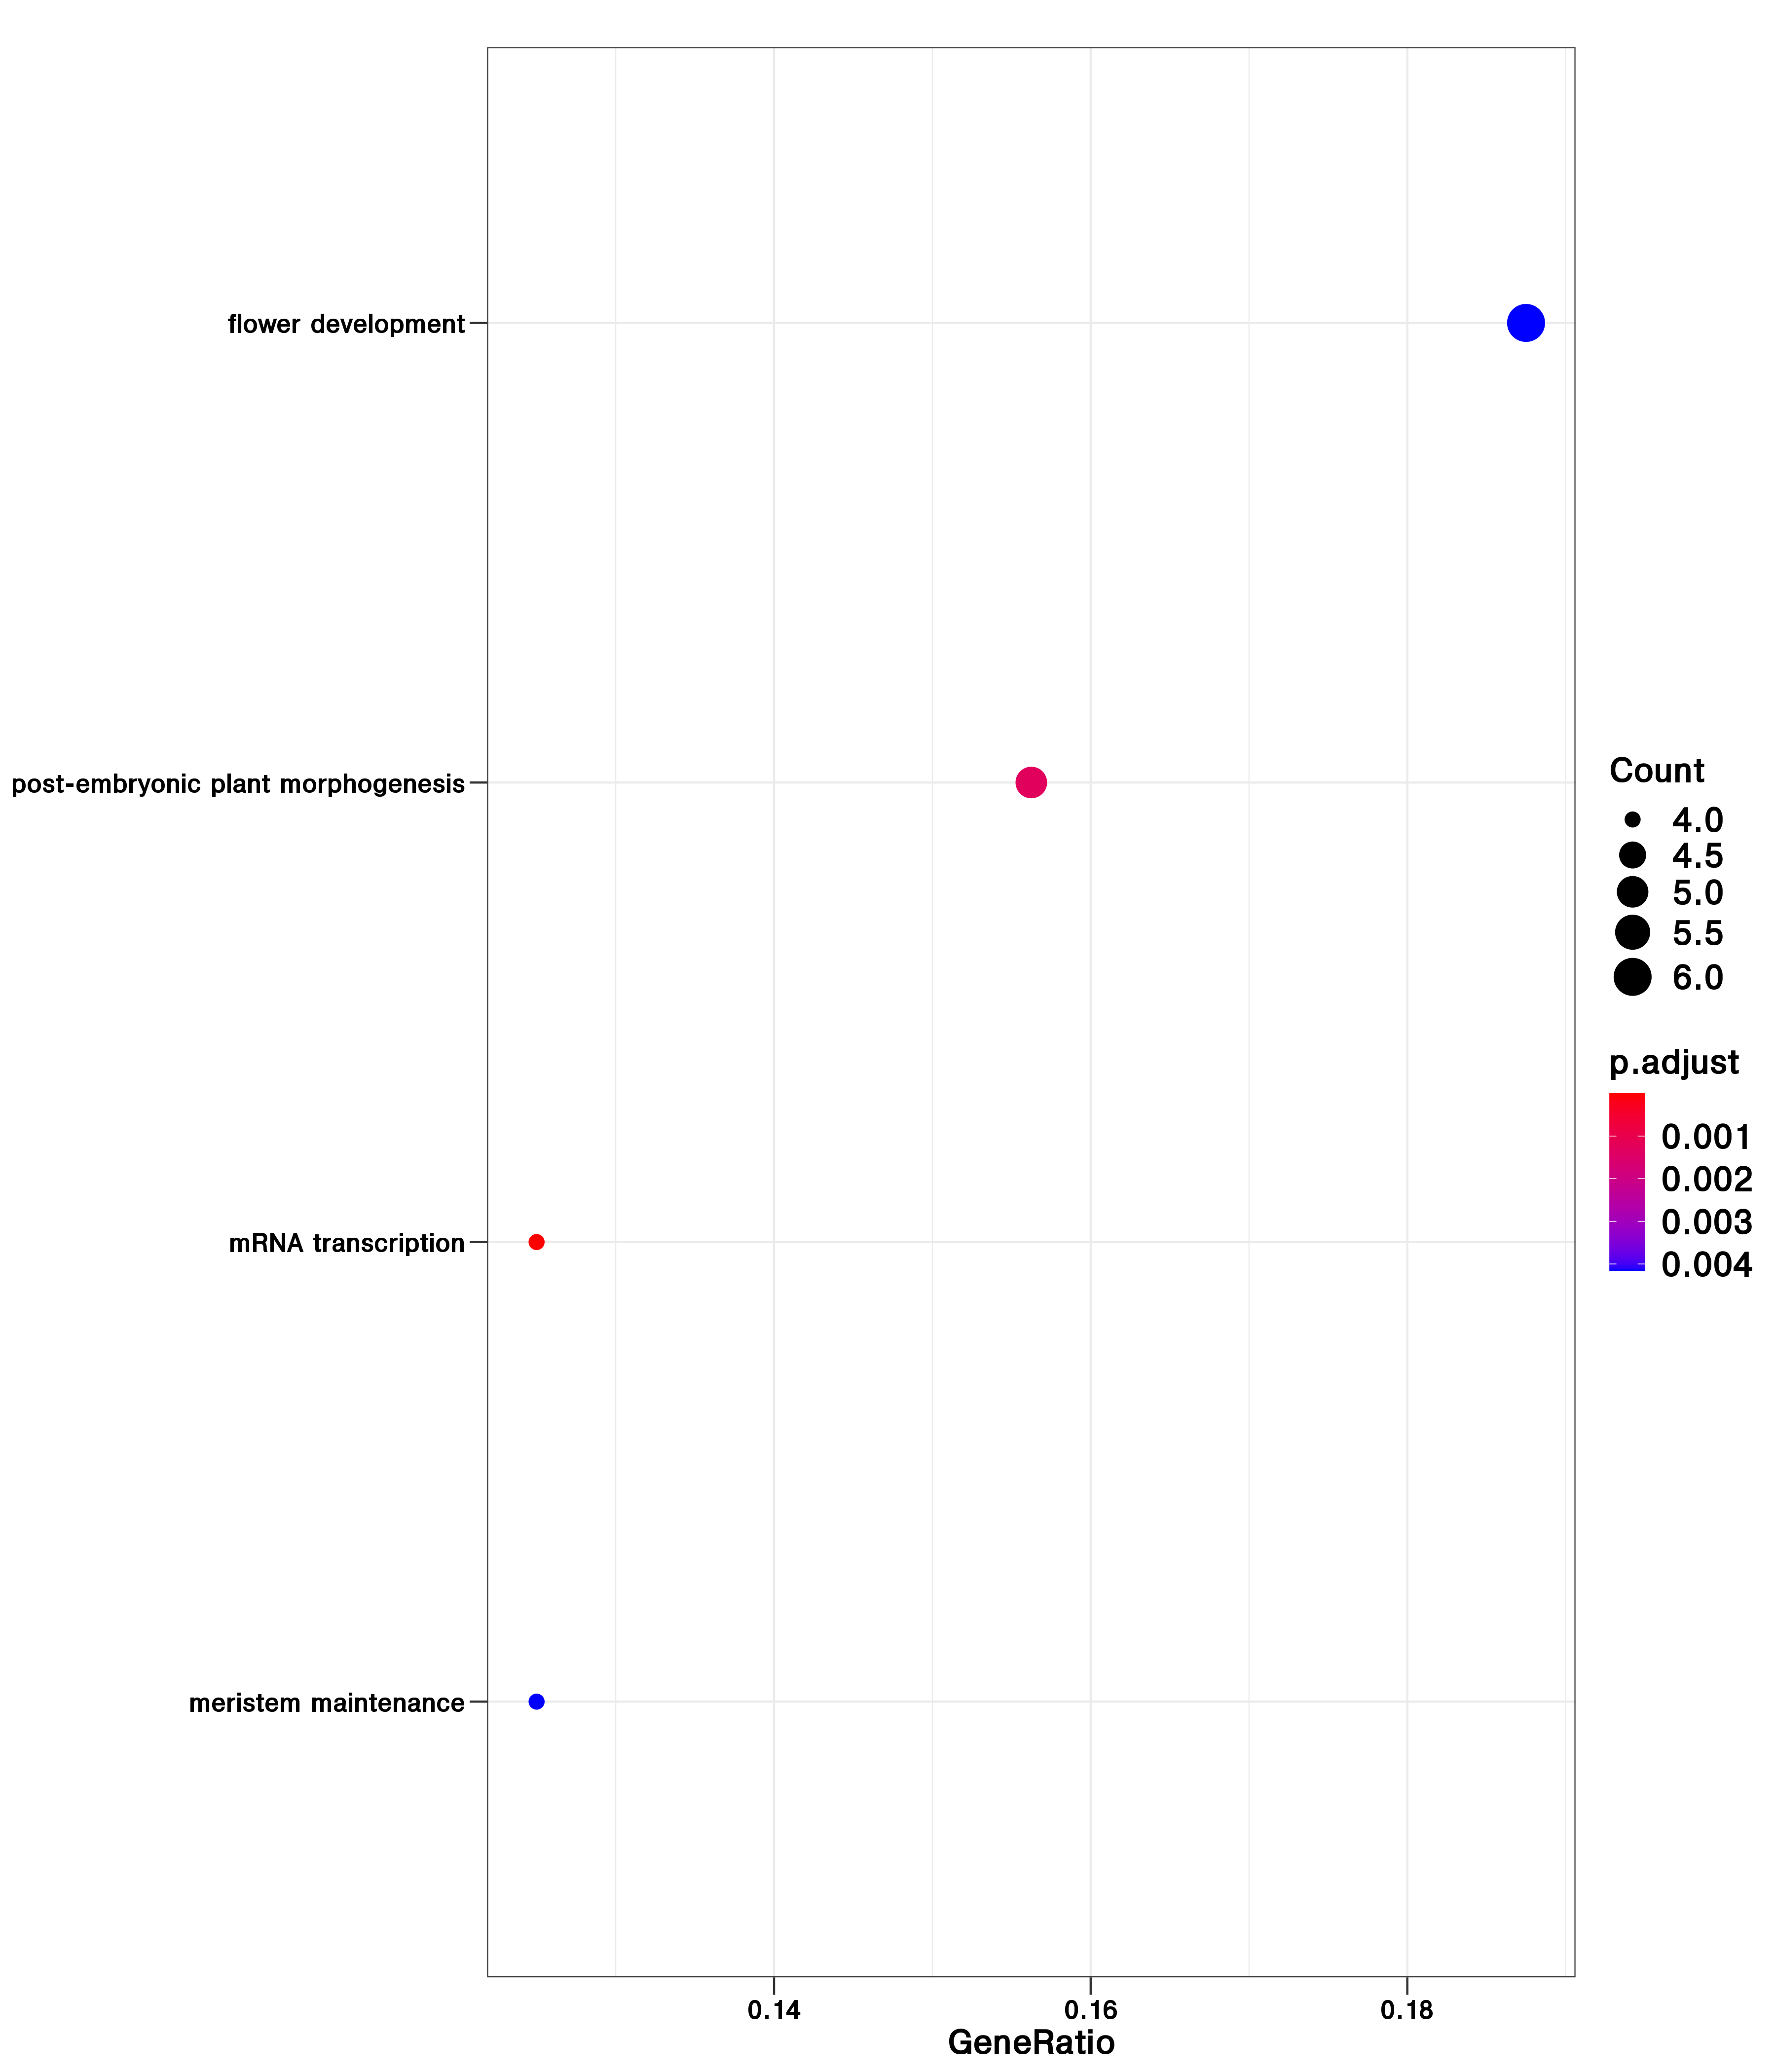 flower development
post-embryonic plant morphogenesis
mRNA transcription
meristem maintenance
0.14
0.16
0.18
GeneRatio
Count
4.0
4.5
5.0
5.5
6.0
p.adjust
0.001
0.002
0.003
0.004